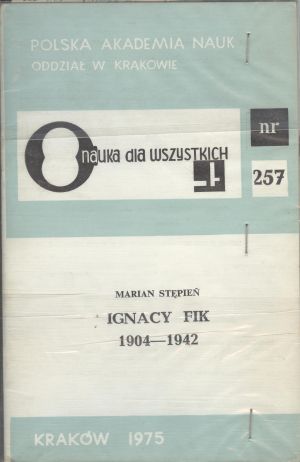 POLSKA AKADEMIA NAUK
ODDZIAŁ W KRAKOWIE
nauka dla wszystkich
nr
257
MARIAN STĘPIEŃ
IGNACY FIK
1904—1942
KRAKÓW 1975